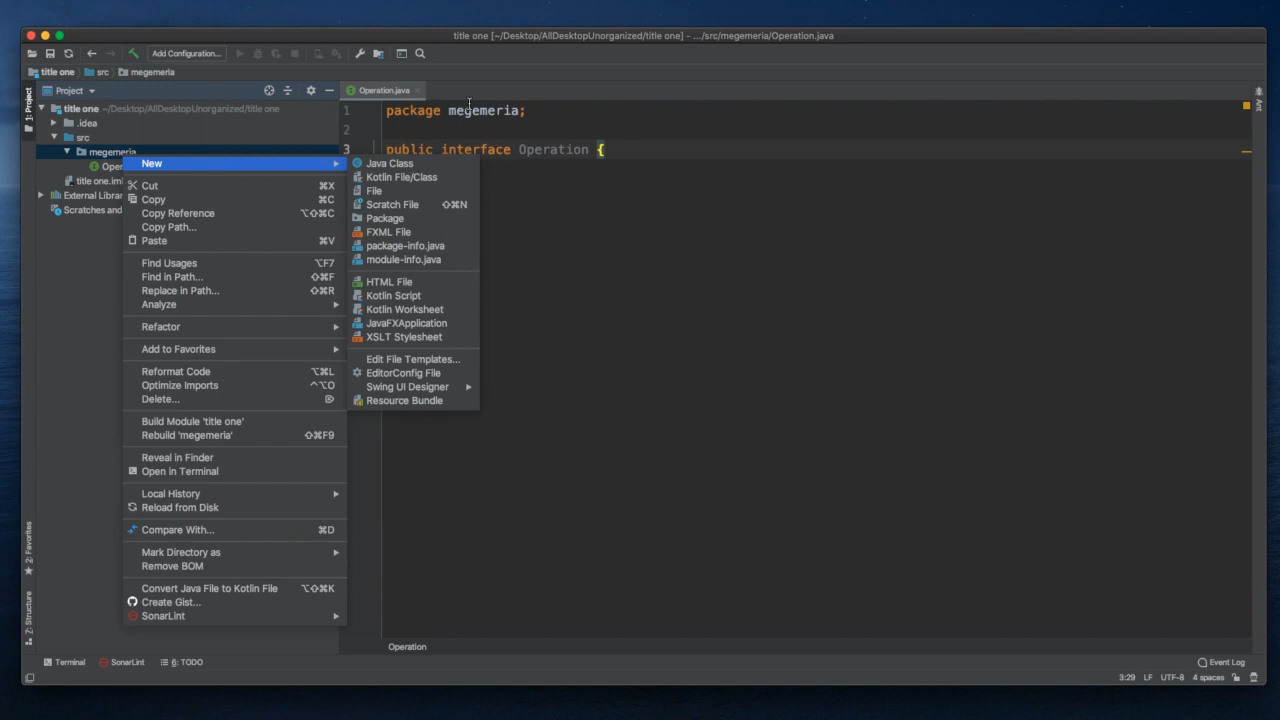 title one [~/Desktop/AllDesktopUnorganized/title one] - .../src/megemeria/Operation.java
Add Configuration...
title one
src
megemeria
1: Project
Project
Operation.java
Ant
title one ~/Desktop/AllDesktopUnorganized/title one
.idea
src
megemeria
Oper
title one.iml
External Librar
Scratches and
1 package megemeria;
2
3 public interface Operation {
New
Cut ⌘X
Copy ⌘C
Copy Reference ⌥⇧⌘C
Copy Path...
Paste ⌘V
Find Usages ⌥F7
Find in Path... ⇧⌘F
Replace in Path... ⇧⌘R
Analyze
Refactor
Add to Favorites
Reformat Code ⌥⌘L
Optimize Imports ^⌥O
Delete... ⌦
Build Module 'title one'
Rebuild 'megemeria' ⇧⌘F9
Reveal in Finder
Open in Terminal
Local History
Reload from Disk
Compare With... ⌘D
Mark Directory as
Remove BOM
Convert Java File to Kotlin File ⌥⇧⌘K
Create Gist...
SonarLint
Java Class
Kotlin File/Class
File
Scratch File ⇧⌘N
Package
FXML File
package-info.java
module-info.java
HTML File
Kotlin Script
Kotlin Worksheet
JavaFXApplication
XSLT Stylesheet
Edit File Templates...
EditorConfig File
Swing UI Designer
Resource Bundle
2: Favorites
7: Structure
Operation
Terminal
SonarLint
6: TODO
Event Log
3:29 LF UTF-8 4 spaces